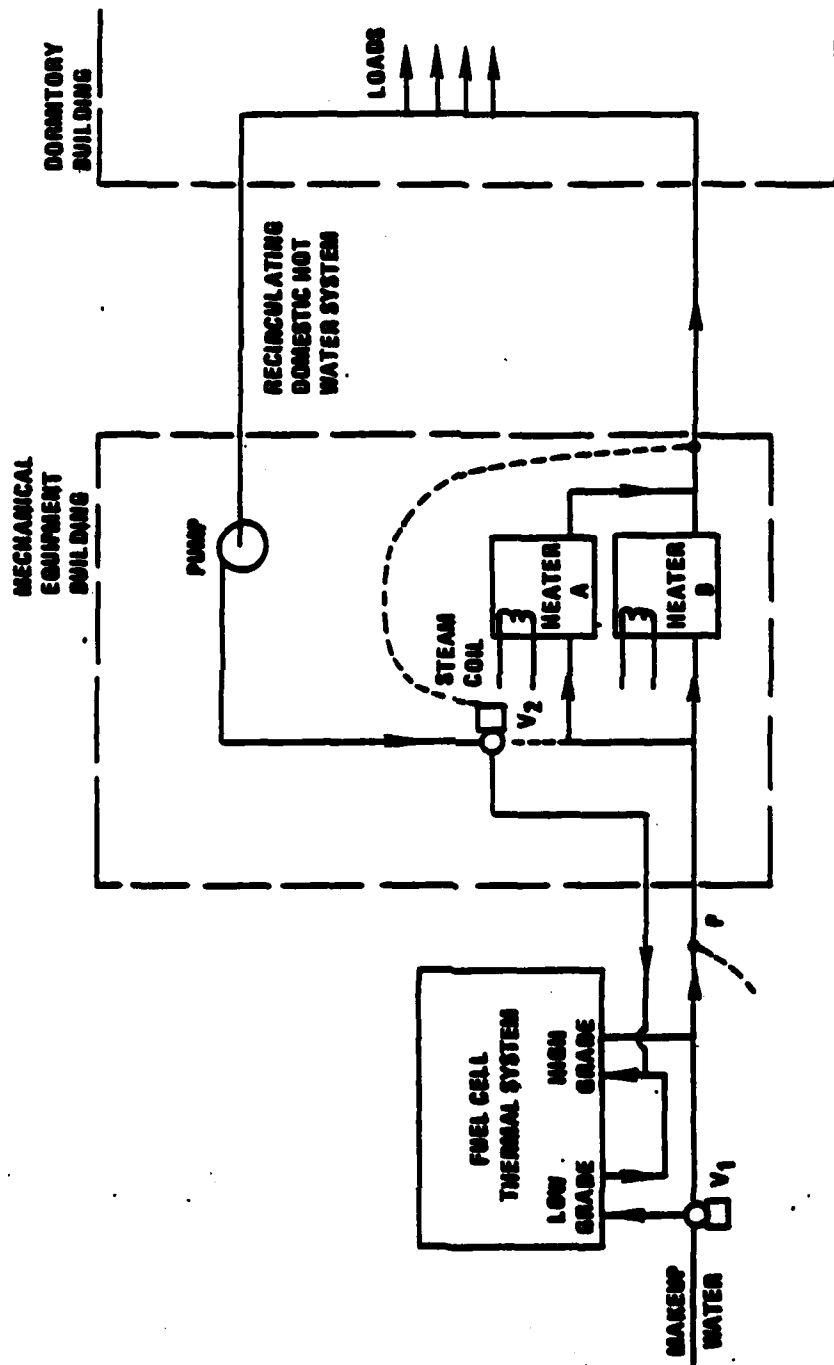 DORMITORY
BUILDING
LOADS
RECIRCULATING
DOMESTIC HOT
WATER SYSTEM
MECHANICAL
EQUIPMENT
BUILDING
PUMP
STEAM
COIL
V2
HEATER
A
HEATER
B
P
FUEL CELL
THERMAL SYSTEM
HIGH
GRADE
LOW
GRADE
V1
MAKEUP
WATER